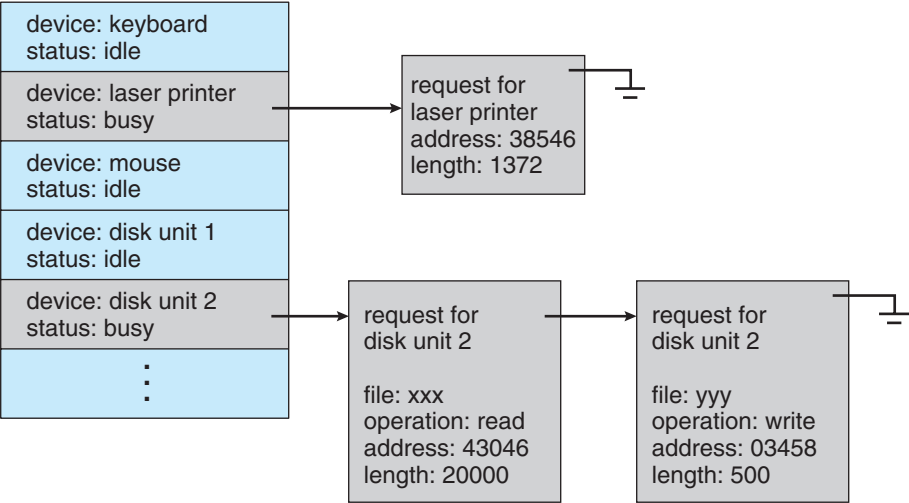 device: keyboard
status: idle
device: laser printer
status: busy
device: mouse
status: idle
device: disk unit 1
status: idle
device: disk unit 2
status: busy
request for
laser printer
address: 38546
length: 1372
request for
disk unit 2
file: xxx
operation: read
address: 43046
length: 20000
request for
disk unit 2
file: yyy
operation: write
address: 03458
length: 500